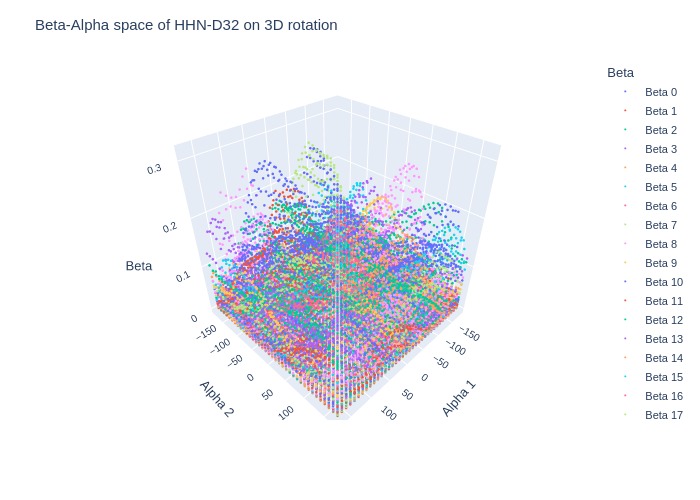 Beta-Alpha space of HHN-D32 on 3D rotation
Beta
Beta 0
Beta 1
Beta 2
Beta 3
Beta 4
Beta 5
Beta 6
Beta 7
Beta 8
Beta 9
Beta 10
Beta 11
Beta 12
Beta 13
Beta 14
Beta 15
Beta 16
Beta 17
0.3
0.2
0.1
0
Beta
−150
−100
−50
0
50
100
Alpha 2
−150
−100
−50
0
50
100
Alpha 1